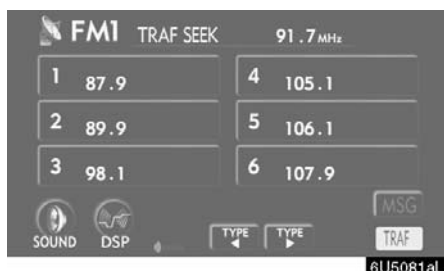 FM1 TRAF SEEK 91.7 MHz
1 87.9
4 105.1
2 89.9
5 106.1
3 98.1
6 107.9
MSG
SOUND DSP TYPE TYPE TRAF
6U5081al